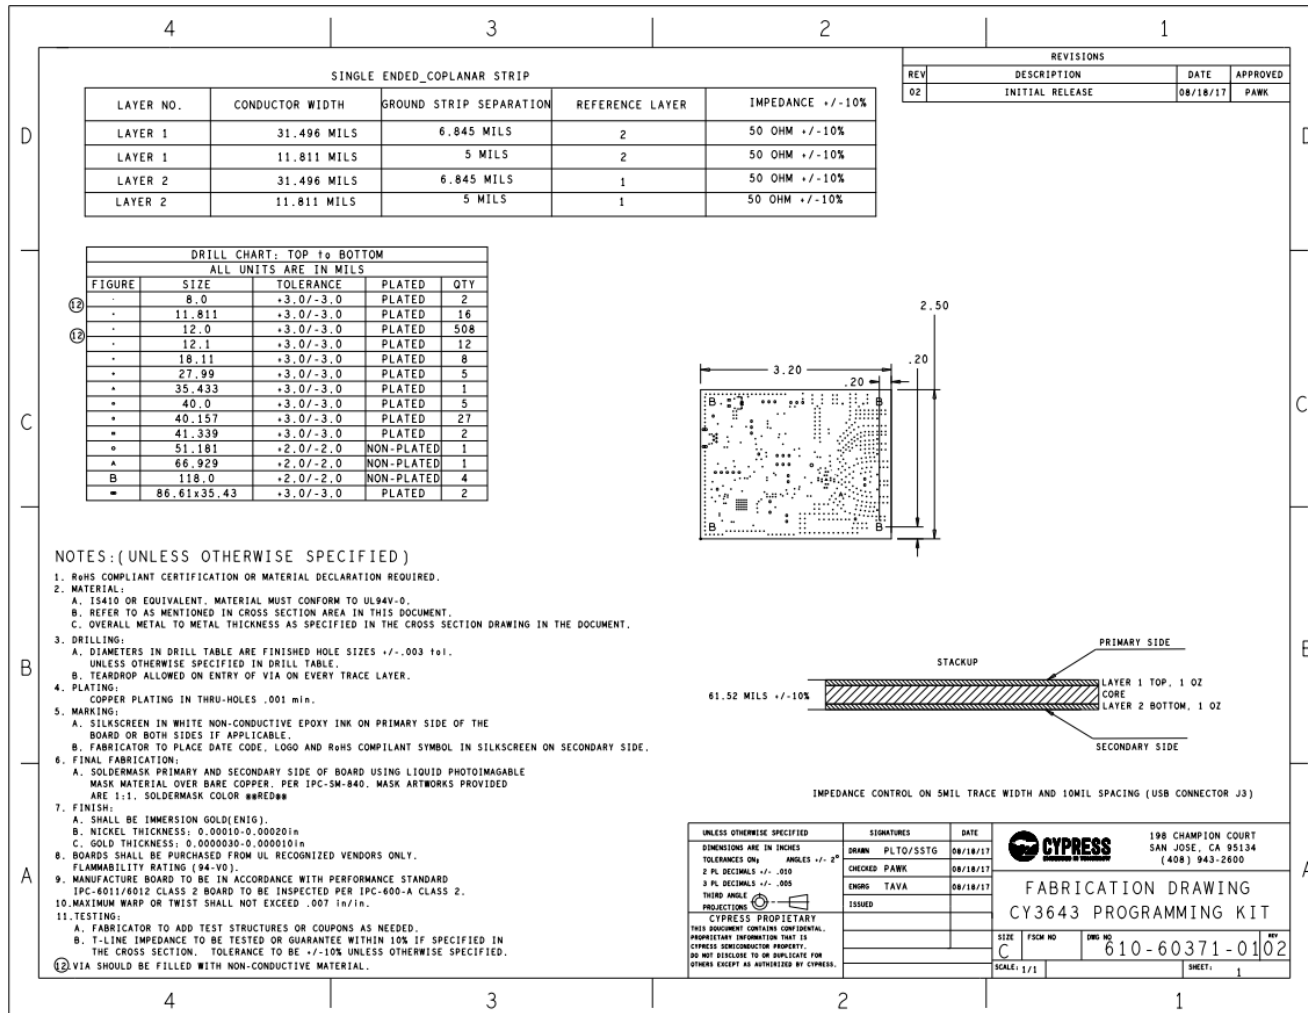 4 3 2 1
SINGLE ENDED_COPLANAR STRIP
LAYER NO. CONDUCTOR WIDTH GROUND STRIP SEPARATION REFERENCE LAYER IMPEDANCE +/-10%
LAYER 1 31.496 MILS 6.845 MILS 2 50 OHM +/-10%
LAYER 1 11.811 MILS 5 MILS 2 50 OHM +/-10%
LAYER 2 31.496 MILS 6.845 MILS 1 50 OHM +/-10%
LAYER 2 11.811 MILS 5 MILS 1 50 OHM +/-10%
REVISIONS
REV DESCRIPTION DATE APPROVED
02 INITIAL RELEASE 08/18/17 PAWK
D D
DRILL CHART: TOP to BOTTOM
ALL UNITS ARE IN MILS
FIGURE SIZE TOLERANCE PLATED QTY
8.0 +3.0/-3.0 PLATED 2
12
11.811 +3.0/-3.0 PLATED 16
12.0 +3.0/-3.0 PLATED 508
12
12.1 +3.0/-3.0 PLATED 12
18.11 +3.0/-3.0 PLATED 8
27.99 +3.0/-3.0 PLATED 5
35.433 +3.0/-3.0 PLATED 1
40.0 +3.0/-3.0 PLATED 5
40.157 +3.0/-3.0 PLATED 27
41.339 +3.0/-3.0 PLATED 2
51.181 +2.0/-2.0 NON-PLATED 1
66.929 +2.0/-2.0 NON-PLATED 1
B 118.0 +2.0/-2.0 NON-PLATED 4
86.61x35.43 +3.0/-3.0 PLATED 2
C C
2.50
.20
3.20
.20
B B
B B
NOTES:(UNLESS OTHERWISE SPECIFIED)
1. RoHS COMPLIANT CERTIFICATION OR MATERIAL DECLARATION REQUIRED.
2. MATERIAL:
A. IS410 OR EQUIVALENT. MATERIAL MUST CONFORM TO UL94V-0.
B. REFER TO AS MENTIONED IN CROSS SECTION AREA IN THIS DOCUMENT.
C. OVERALL METAL TO METAL THICKNESS AS SPECIFIED IN THE CROSS SECTION DRAWING IN THE DOCUMENT.
3. DRILLING:
A. DIAMETERS IN DRILL TABLE ARE FINISHED HOLE SIZES +/-.003 tol.
UNLESS OTHERWISE SPECIFIED IN DRILL TABLE.
B. TEARDROP ALLOWED ON ENTRY OF VIA ON EVERY TRACE LAYER.
4. PLATING:
COPPER PLATING IN THRU-HOLES .001 min.
5. MARKING:
A. SILKSCREEN IN WHITE NON-CONDUCTIVE EPOXY INK ON PRIMARY SIDE OF THE
BOARD OR BOTH SIDES IF APPLICABLE.
B. FABRICATOR TO PLACE DATE CODE, LOGO AND RoHS COMPILANT SYMBOL IN SILKSCREEN ON SECONDARY SIDE.
6. FINAL FABRICATION:
A. SOLDERMASK PRIMARY AND SECONDARY SIDE OF BOARD USING LIQUID PHOTOIMAGABLE
MASK MATERIAL OVER BARE COPPER. PER IPC-SM-840. MASK ARTWORKS PROVIDED
ARE 1:1. SOLDERMASK COLOR **RED**
7. FINISH:
A. SHALL BE IMMERSION GOLD(ENIG).
B. NICKEL THICKNESS: 0.00010-0.00020in
C. GOLD THICKNESS: 0.0000030-0.000010in
8. BOARDS SHALL BE PURCHASED FROM UL RECOGNIZED VENDORS ONLY.
FLAMMABILITY RATING (94-V0).
9. MANUFACTURE BOARD TO BE IN ACCORDANCE WITH PERFORMANCE STANDARD
IPC-6011/6012 CLASS 2 BOARD TO BE INSPECTED PER IPC-600-A CLASS 2.
10.MAXIMUM WARP OR TWIST SHALL NOT EXCEED .007 in/in.
11.TESTING:
A. FABRICATOR TO ADD TEST STRUCTURES OR COUPONS AS NEEDED.
B. T-LINE IMPEDANCE TO BE TESTED OR GUARANTEE WITHIN 10% IF SPECIFIED IN
THE CROSS SECTION. TOLERANCE TO BE +/-10% UNLESS OTHERWISE SPECIFIED.
12 VIA SHOULD BE FILLED WITH NON-CONDUCTIVE MATERIAL.
B B
PRIMARY SIDE
STACKUP
LAYER 1 TOP, 1 OZ
61.52 MILS +/-10%
CORE
LAYER 2 BOTTOM, 1 OZ
SECONDARY SIDE
IMPEDANCE CONTROL ON 5MIL TRACE WIDTH AND 10MIL SPACING (USB CONNECTOR J3)
A A
UNLESS OTHERWISE SPECIFIED
DIMENSIONS ARE IN INCHES
TOLERANCES ON: ANGLES +/- 2°
2 PL DECIMALS +/- .010
3 PL DECIMALS +/- .005
THIRD ANGLE
PROJECTIONS
CYPRESS PROPIETARY
THIS DOCUMENT CONTAINS CONFIDENTAL,
PROPRIETARY INFORMATION THAT IS
CYPRESS SEMICONDUCTOR PROPERTY.
DO NOT DISCLOSE TO OR DUPLICATE FOR
OTHERS EXCEPT AS AUTHIRIZED BY CYPRESS.
SIGNATURES DATE
DRAWN PLTO/SSTG 08/18/17
CHECKED PAWK 08/18/17
ENGRG TAVA 08/18/17
ISSUED
CYPRESS
198 CHAMPION COURT
SAN JOSE, CA 95134
(408) 943-2600
FABRICATION DRAWING
CY3643 PROGRAMMING KIT
SIZE FSCM NO DWG NO REV
C 610-60371-01 02
SCALE: 1/1 SHEET: 1
4 3 2 1